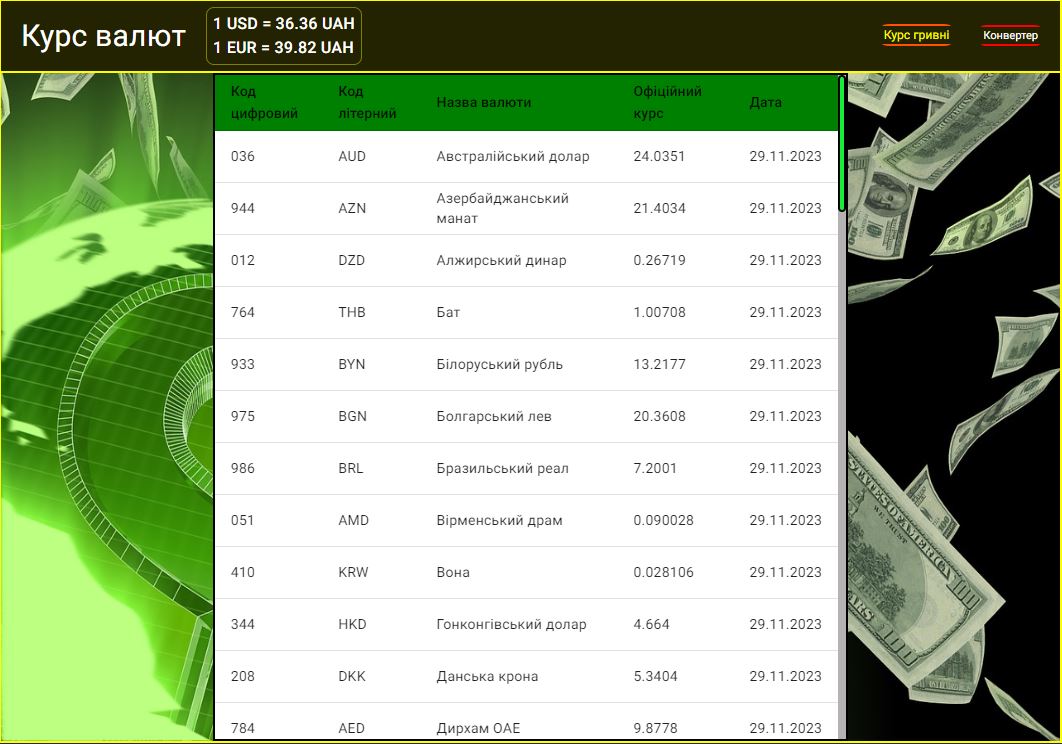 Курс валют
1 USD = 36.36 UAH
1 EUR = 39.82 UAH
Курс гривні
Конвертер
Код цифровий
Код літерний
Назва валюти
Офіційний курс
Дата
036 AUD Австралійський долар 24.0351 29.11.2023
944 AZN Азербайджанський манат 21.4034 29.11.2023
012 DZD Алжирський динар 0.26719 29.11.2023
764 THB Бат 1.00708 29.11.2023
933 BYN Білоруський рубль 13.2177 29.11.2023
975 BGN Болгарський лев 20.3608 29.11.2023
986 BRL Бразильський реал 7.2001 29.11.2023
051 AMD Вірменський драм 0.090028 29.11.2023
410 KRW Вона 0.028106 29.11.2023
344 HKD Гонконгівський долар 4.664 29.11.2023
208 DKK Данська крона 5.3404 29.11.2023
784 AED Дирхам ОАЕ 9.8778 29.11.2023